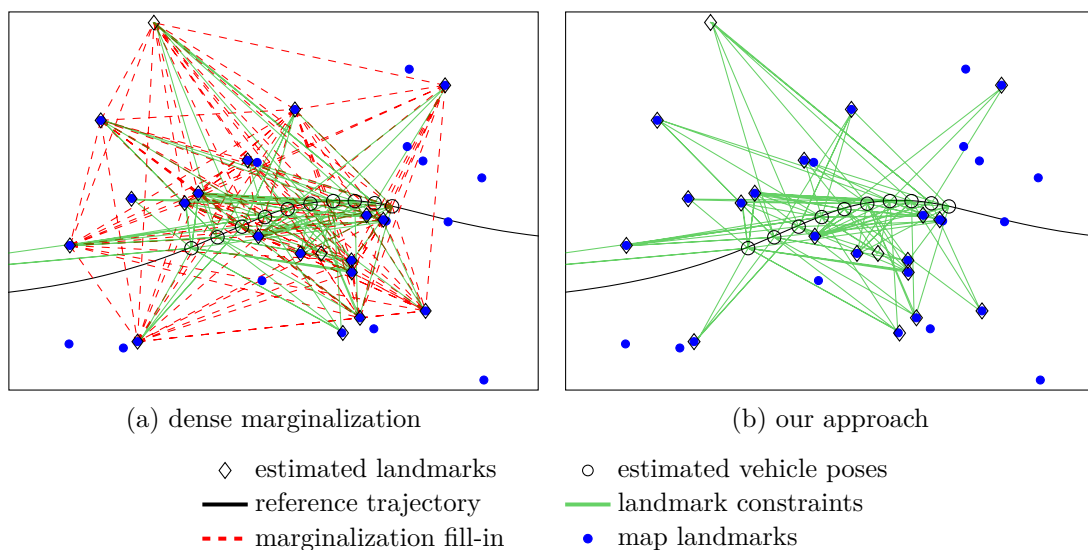 (a) dense marginalization
(b) our approach
estimated landmarks
estimated vehicle poses
reference trajectory
landmark constraints
marginalization fill-in
map landmarks